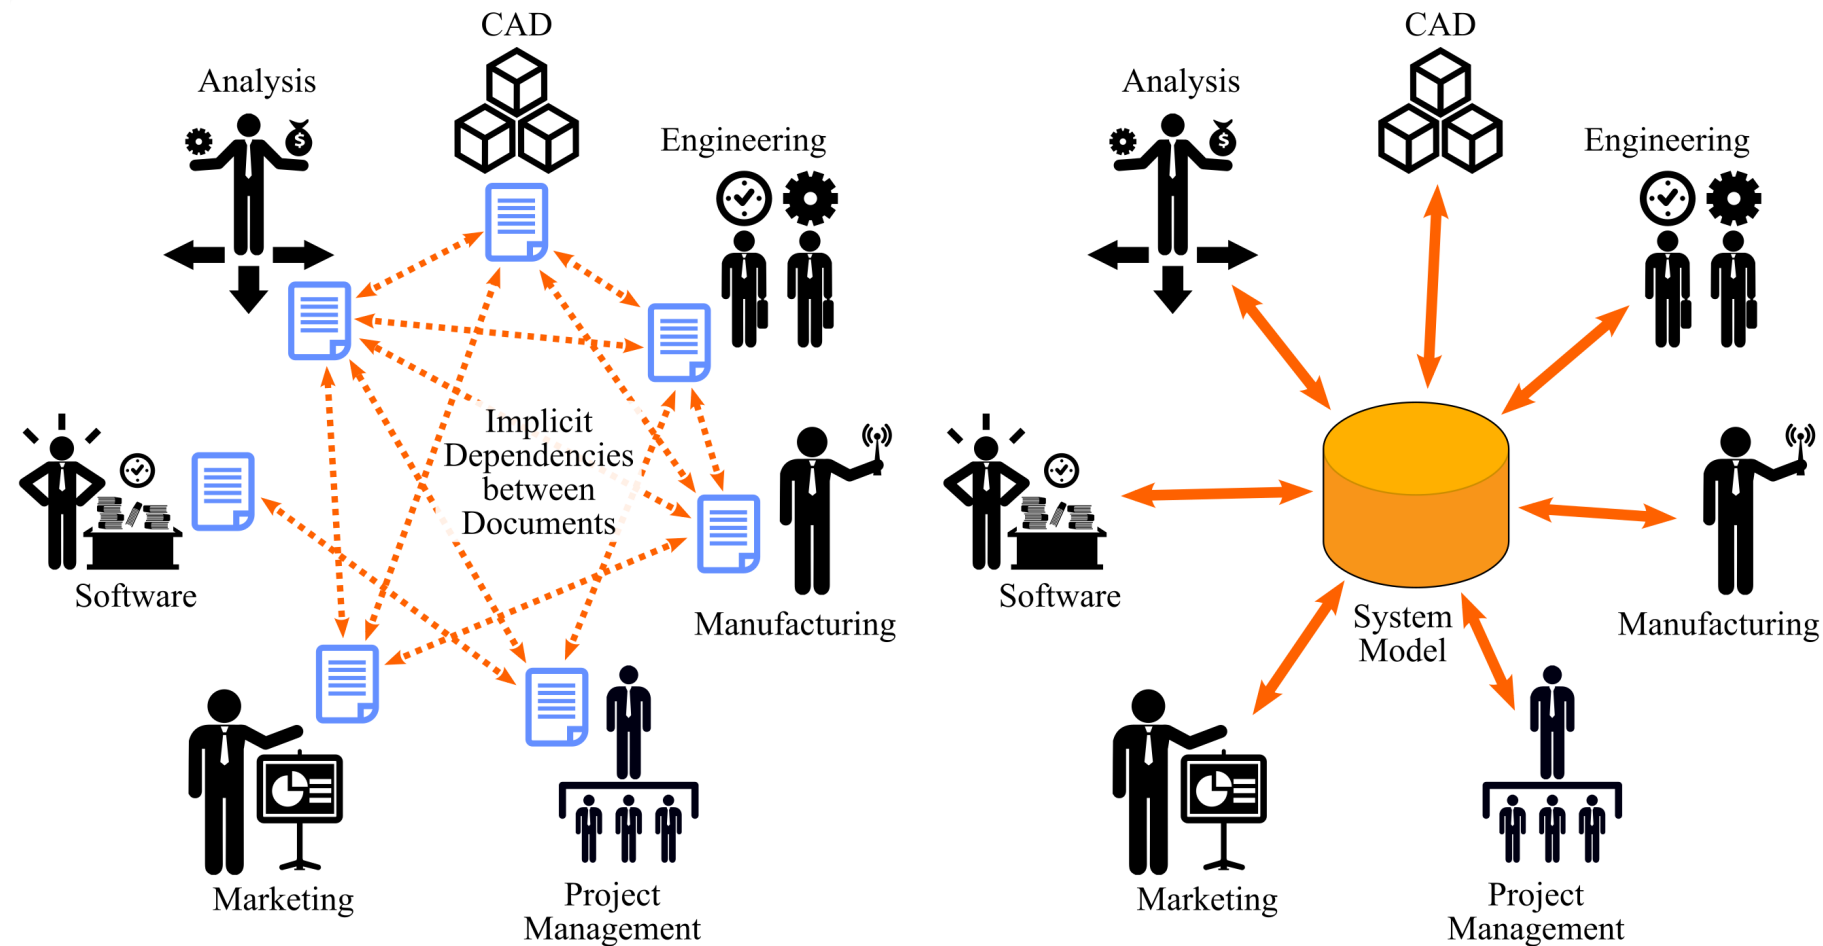 CAD
Analysis
$
Engineering
Implicit
Dependencies
between
Documents
Software
Manufacturing
Marketing
Project
Management
CAD
Analysis
$
Engineering
Software
System
Model
Manufacturing
Marketing
Project
Management